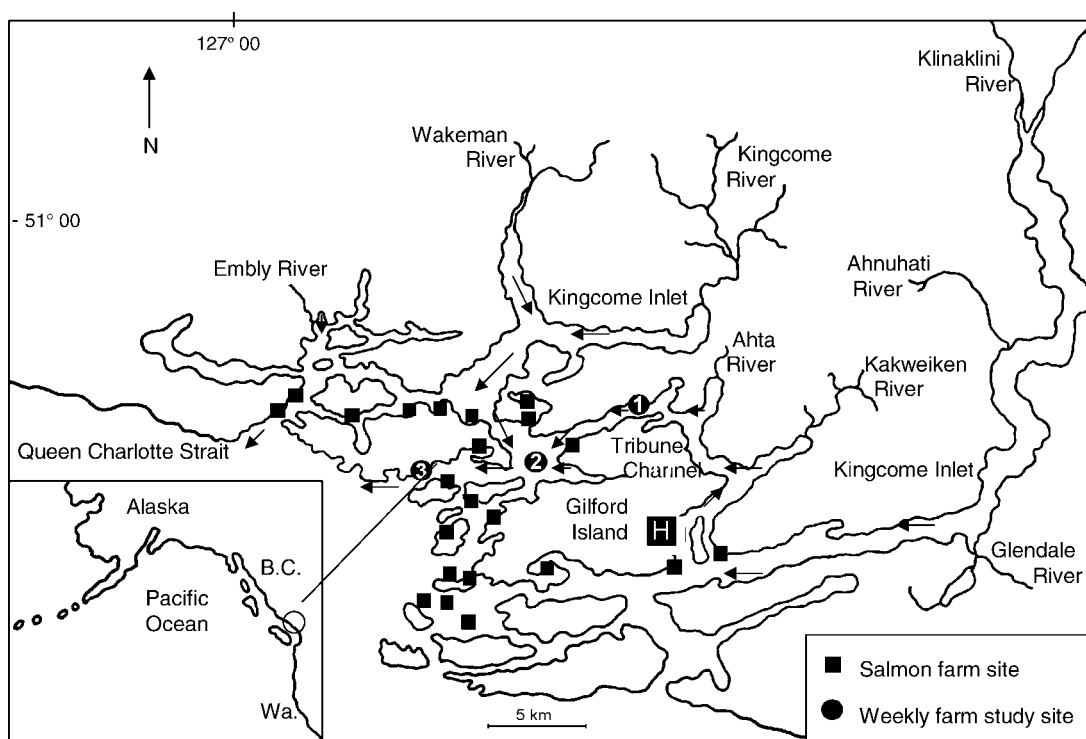 127° 00
N
51° 00
Klinaklini
River
Wakeman
River
Kingcome
River
Embly River
Kingcome Inlet
Ahnuhati
River
Ahta
River
Kakweiken
River
1
Queen Charlotte Strait
2
3
Tribune
Channel
Kingcome Inlet
Gilford
Island
H
Glendale
River
Alaska
B.C.
Pacific
Ocean
Wa.
5 km
Salmon farm site
Weekly farm study site